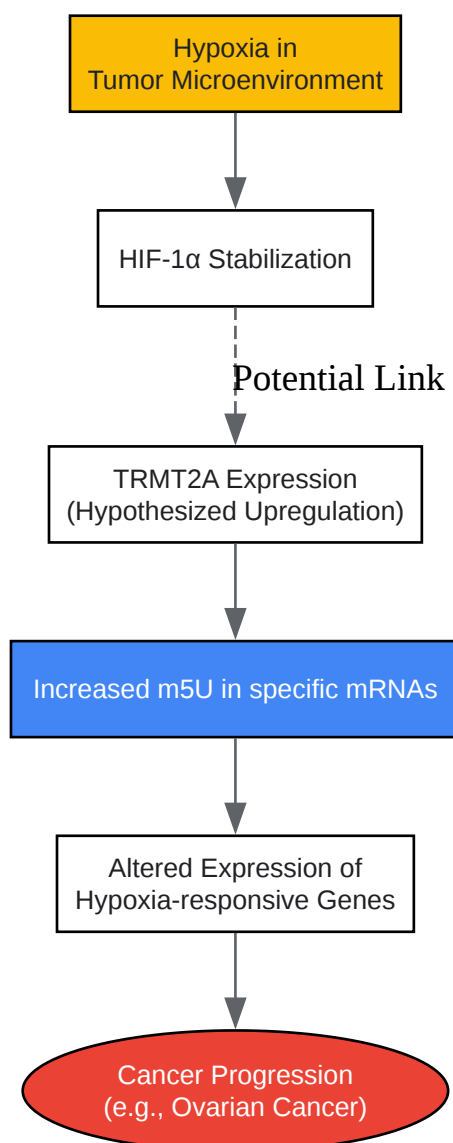 Hypoxia in
Tumor Microenvironment
HIF-1α Stabilization
Potential Link
TRMT2A Expression
(Hypothesized Upregulation)
Increased m5U in specific mRNAs
Altered Expression of
Hypoxia-responsive Genes
Cancer Progression
(e.g., Ovarian Cancer)